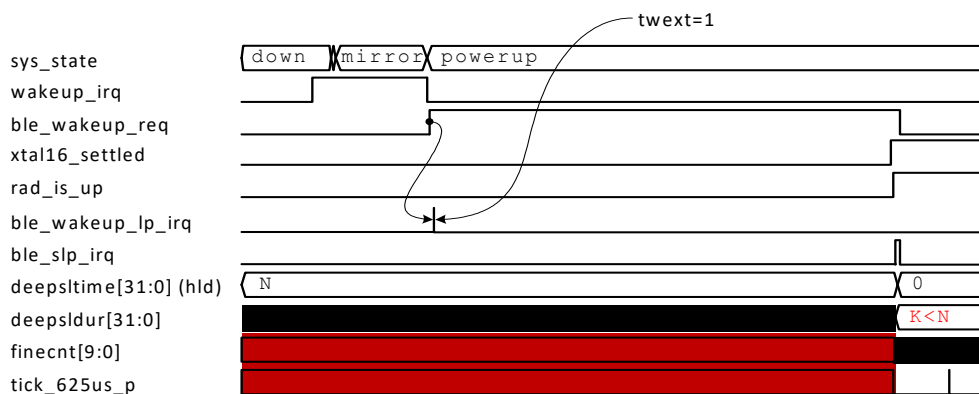 twext=1
sys_state down mirror powerup
wakeup_irq
ble_wakeup_req
xtal16_settled
rad_is_up
ble_wakeup_lp_irq
ble_slp_irq
deepsltime[31:0] (hld) N 0
deepsldur[31:0] K<N
finecnt[9:0]
tick_625us_p